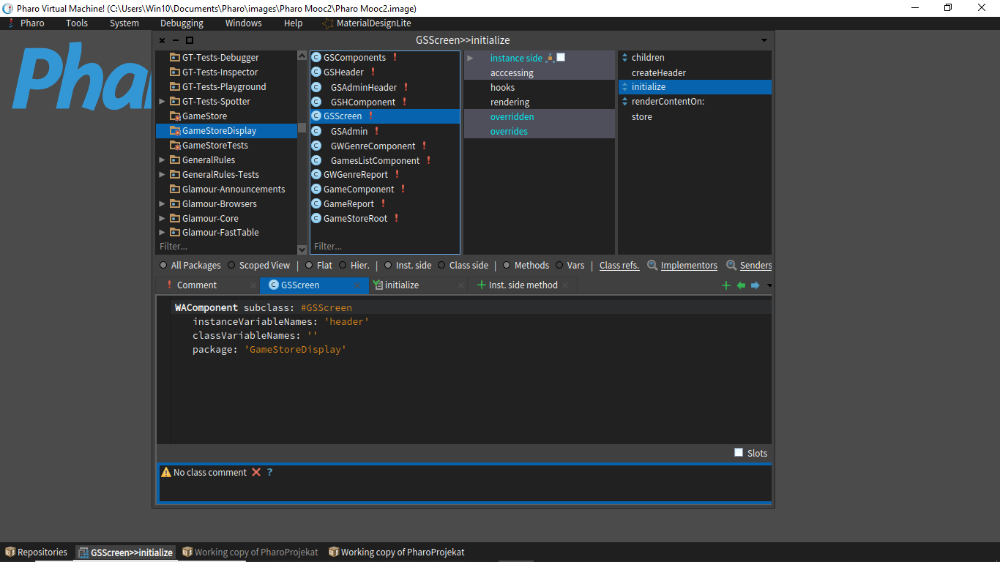 Pharo Virtual Machine! (C:\Users\Win10\Documents\Pharo\images\Pharo Mooc2\Pharo Mooc2.image)
Pharo Tools System Debugging Windows Help MaterialDesignLite
GSScreen>>initialize
Phar
GT-Tests-Debugger
GT-Tests-Inspector
GT-Tests-Playground
GT-Tests-Spotter
GameStore
GameStoreDisplay
GameStoreTests
GeneralRules
GeneralRules-Tests
Glamour-Announcements
Glamour-Browsers
Glamour-Core
Glamour-FastTable
Filter...
GSComponents !
GSHeader !
GSAdminHeader !
GSHComponent !
GSScreen !
GSAdmin !
GWGenreComponent !
GamesListComponent !
GWGenreReport !
GameComponent !
GameReport !
GameStoreRoot !
Filter...
instance side
acccessing
hooks
rendering
overridden
overrides
children
createHeader
initialize
renderContentOn:
store
All Packages Scoped View | Flat Hier. | Inst. side Class side | Methods Vars | Class refs. Implementors Senders
! Comment GSScreen initialize Inst. side method
WAComponent subclass: #GSScreen
instanceVariableNames: 'header'
classVariableNames: ''
package: 'GameStoreDisplay'
Slots
No class comment ?
Repositories GSScreen>>initialize Working copy of PharoProjekat Working copy of PharoProjekat